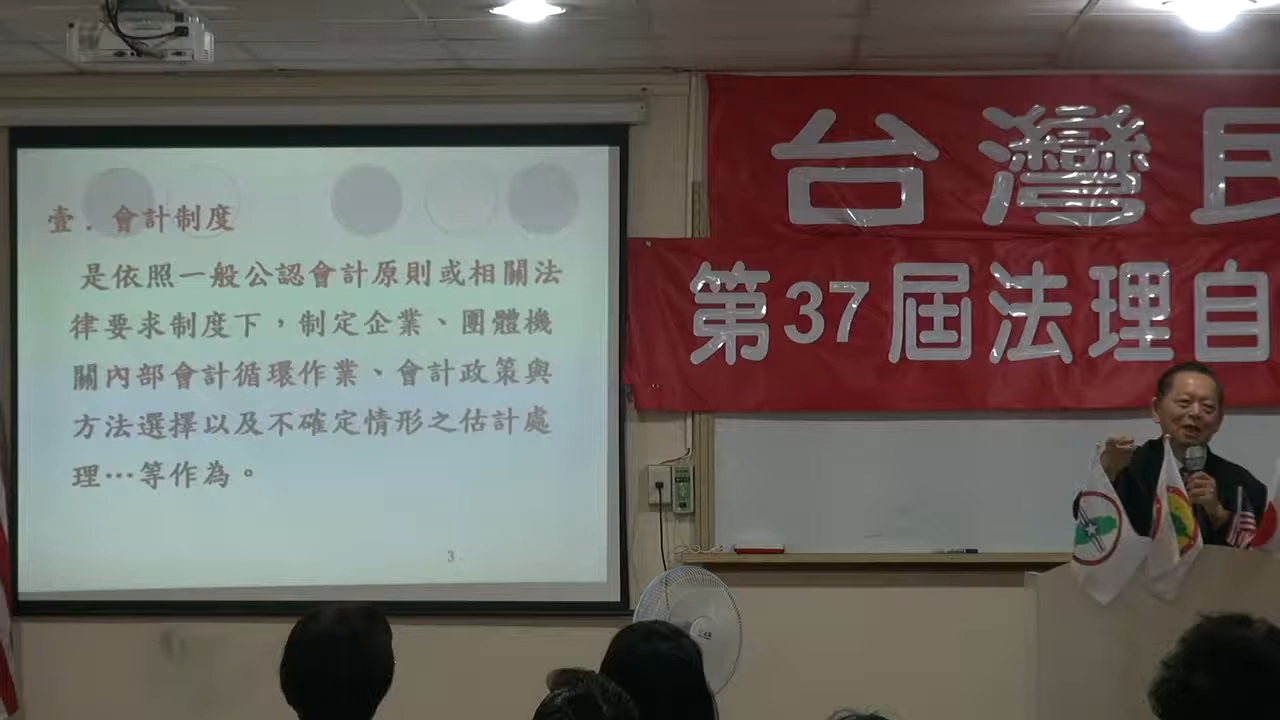 壹．會計制度
是依照一般公認會計原則或相關法
律要求制度下，制定企業、團體機
關內部會計循環作業、會計政策與
方法選擇以及不確定情形之估計處
理…等作為。
3
台灣民
第37屆法理自